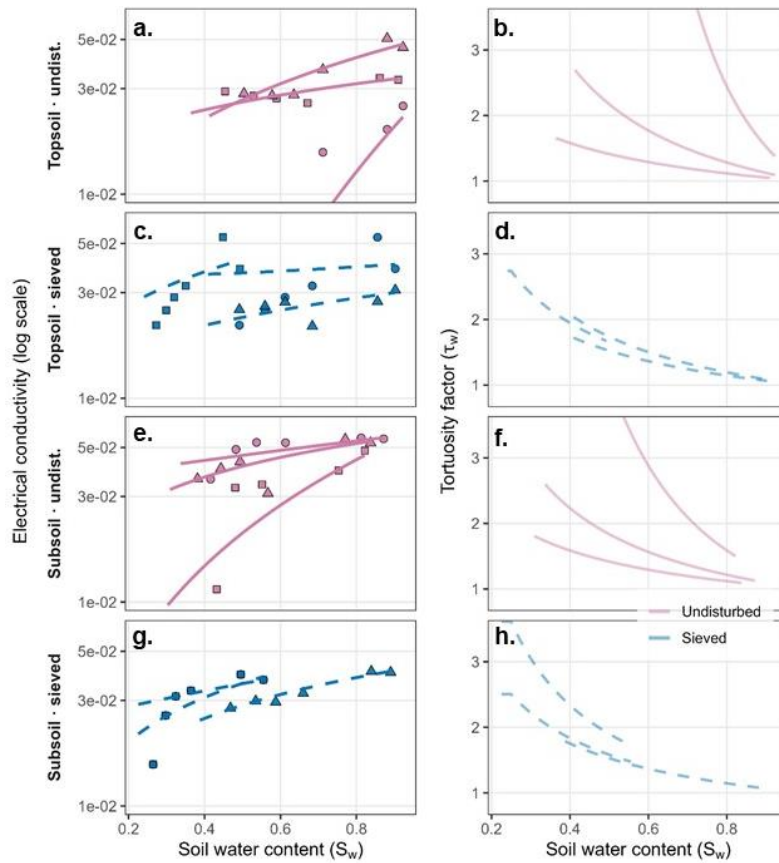 a.
5e-02
3e-02
1e-02
Topsoil · undist.
b.
3
2
1
c.
5e-02
3e-02
1e-02
Topsoil · sieved
d.
3
2
1
Electrical conductivity (log scale)
Tortuosity factor (τw)
e.
5e-02
3e-02
1e-02
Subsoil · undist.
f.
3
2
1
Undisturbed
Sieved
g.
5e-02
3e-02
1e-02
Subsoil · sieved
h.
3
2
1
0.2 0.4 0.6 0.8
Soil water content (Sw)
0.2 0.4 0.6 0.8
Soil water content (Sw)